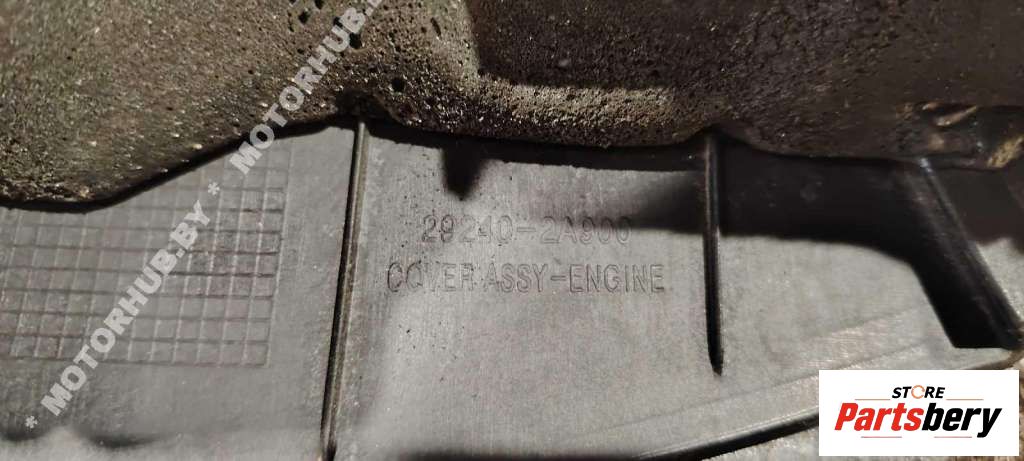 * MOTORHUB.BY * MOTORHUB.BY
29240-2A900
COVER ASSY-ENGINE
STORE
Partsbery